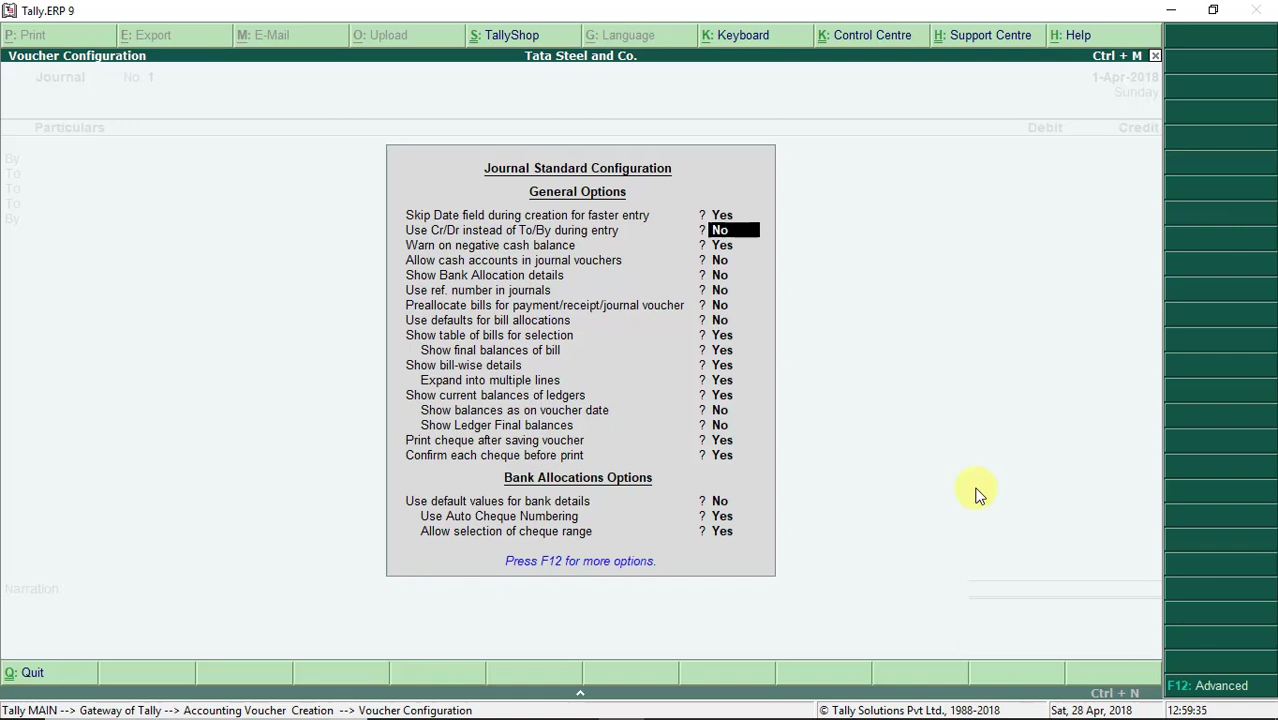 Tally.ERP 9
P: Print E: Export M: E-Mail O: Upload S: TallyShop G: Language K: Keyboard K: Control Centre H: Support Centre H: Help
Voucher Configuration Tata Steel and Co. Ctrl + M
Journal No. 1 1-Apr-2018
Sunday
Particulars Debit Credit
By
To
To
To
By
Journal Standard Configuration
General Options
Skip Date field during creation for faster entry ? Yes
Use Cr/Dr instead of To/By during entry ? No
Warn on negative cash balance ? Yes
Allow cash accounts in journal vouchers ? No
Show Bank Allocation details ? No
Use ref. number in journals ? No
Preallocate bills for payment/receipt/journal voucher ? No
Use defaults for bill allocations ? No
Show table of bills for selection ? Yes
Show final balances of bill ? Yes
Show bill-wise details ? Yes
Expand into multiple lines ? Yes
Show current balances of ledgers ? Yes
Show balances as on voucher date ? No
Show Ledger Final balances ? No
Print cheque after saving voucher ? Yes
Confirm each cheque before print ? Yes
Bank Allocations Options
Use default values for bank details ? No
Use Auto Cheque Numbering ? Yes
Allow selection of cheque range ? Yes
Press F12 for more options.
Narration
Q: Quit
F12: Advanced
Ctrl + N
Tally MAIN --> Gateway of Tally --> Accounting Voucher Creation --> Voucher Configuration © Tally Solutions Pvt Ltd., 1988-2018 Sat, 28 Apr, 2018 12:59:35